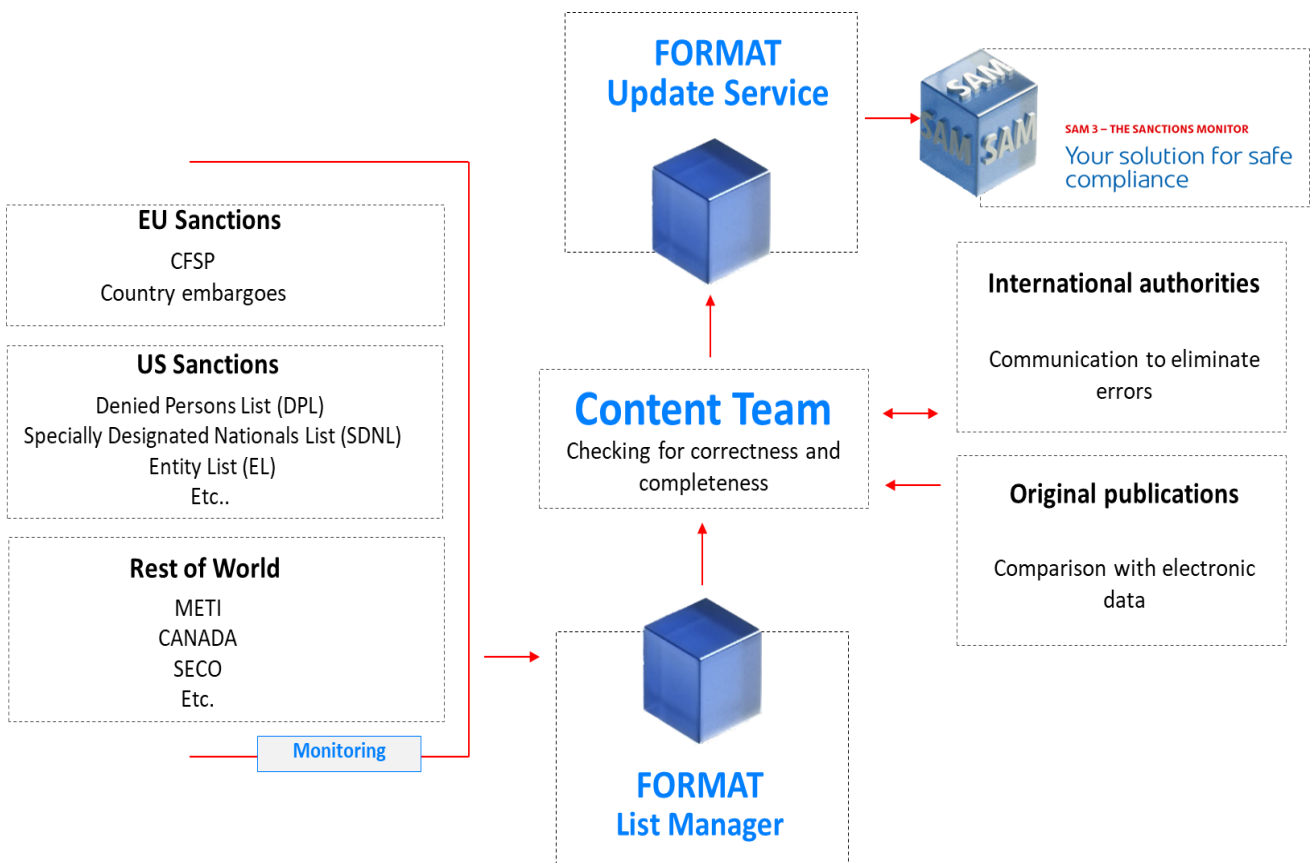 FORMAT
Update Service
SAM
SAM
SAM
SAM 3 – THE SANCTIONS MONITOR
Your solution for safe
compliance
EU Sanctions
CFSP
Country embargoes
US Sanctions
Denied Persons List (DPL)
Specially Designated Nationals List (SDNL)
Entity List (EL)
Etc..
Rest of World
METI
CANADA
SECO
Etc.
Monitoring
Content Team
Checking for correctness and
completeness
International authorities
Communication to eliminate
errors
Original publications
Comparison with electronic
data
FORMAT
List Manager